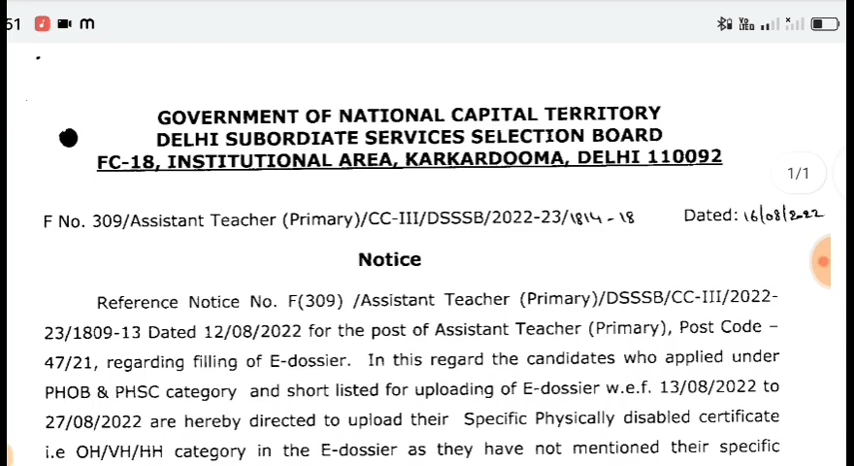 51 m Vo LTED
GOVERNMENT OF NATIONAL CAPITAL TERRITORY
DELHI SUBORDIATE SERVICES SELECTION BOARD
FC-18, INSTITUTIONAL AREA, KARKARDOOMA, DELHI 110092
1/1
F No. 309/Assistant Teacher (Primary)/CC-III/DSSSB/2022-23/1814-18 Dated: 16/08/2022
Notice
Reference Notice No. F(309) /Assistant Teacher (Primary)/DSSSB/CC-III/2022-
23/1809-13 Dated 12/08/2022 for the post of Assistant Teacher (Primary), Post Code –
47/21, regarding filling of E-dossier. In this regard the candidates who applied under
PHOB & PHSC category and short listed for uploading of E-dossier w.e.f. 13/08/2022 to
27/08/2022 are hereby directed to upload their Specific Physically disabled certificate
i.e OH/VH/HH category in the E-dossier as they have not mentioned their specific